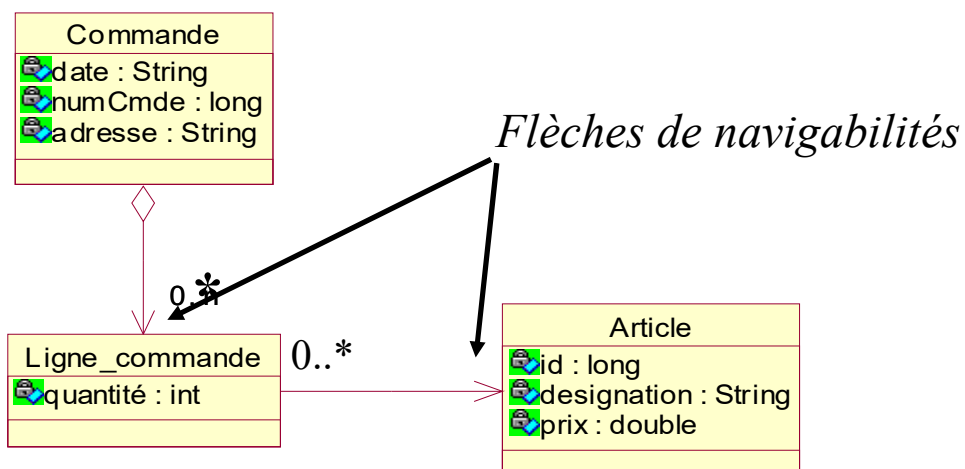 Commande
date : String
numCmde : long
adresse : String
Flèches de navigabilités
0..*
Ligne_commande
quantité : int
0..*
Article
id : long
designation : String
prix : double